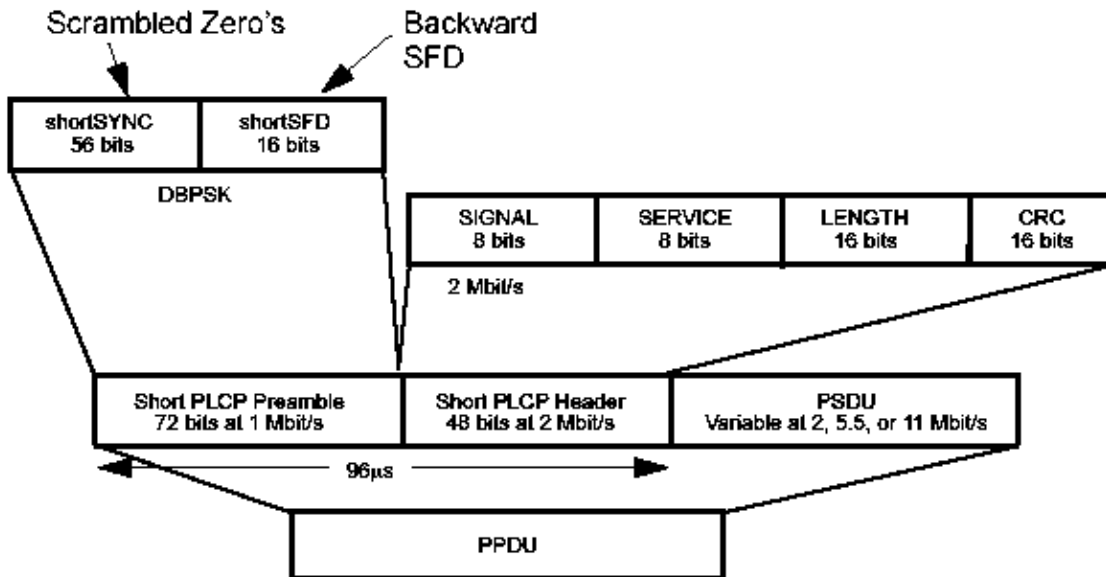 Scrambled Zero's
Backward
SFD
shortSYNC
56 bits
shortSFD
16 bits
DBPSK
SIGNAL
8 bits
SERVICE
8 bits
LENGTH
16 bits
CRC
16 bits
2 Mbit/s
Short PLCP Preamble
72 bits at 1 Mbit/s
Short PLCP Header
48 bits at 2 Mbit/s
PSDU
Variable at 2, 5.5, or 11 Mbit/s
96µs
PPDU